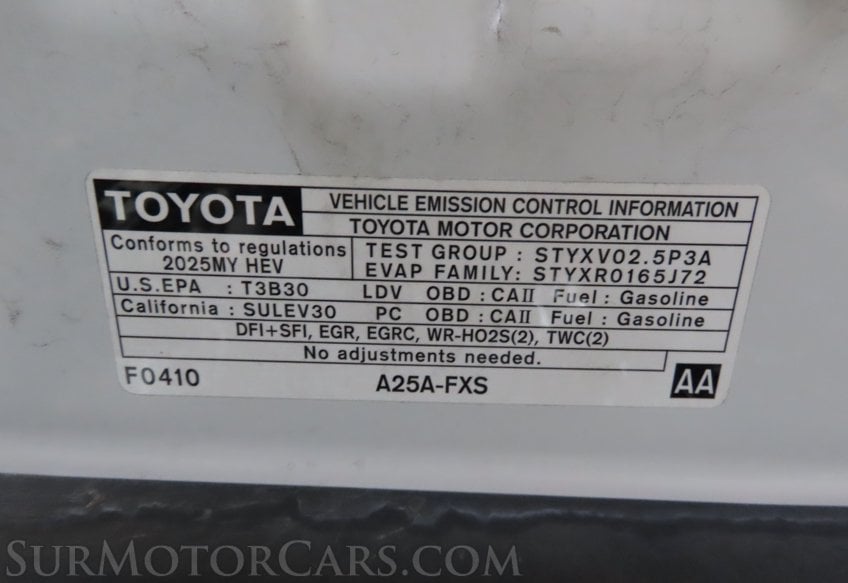 TOYOTA
VEHICLE EMISSION CONTROL INFORMATION
TOYOTA MOTOR CORPORATION
Conforms to regulations
2025MY HEV
TEST GROUP : STYXV02.5P3A
EVAP FAMILY: STYXR0165J72
U.S.EPA : T3B30 LDV OBD : CAII Fuel : Gasoline
California : SULEV30 PC OBD : CAII Fuel : Gasoline
DFI+SFI, EGR, EGRC, WR-HO2S(2), TWC(2)
No adjustments needed.
F0410 A25A-FXS AA
SURMOTORCARS.COM